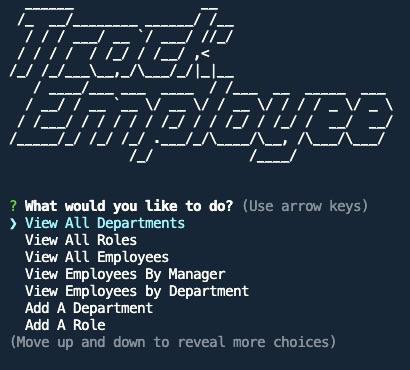 Track
Employee
? What would you like to do? (Use arrow keys)
❯ View All Departments
View All Roles
View All Employees
View Employees By Manager
View Employees by Department
Add A Department
Add A Role
(Move up and down to reveal more choices)